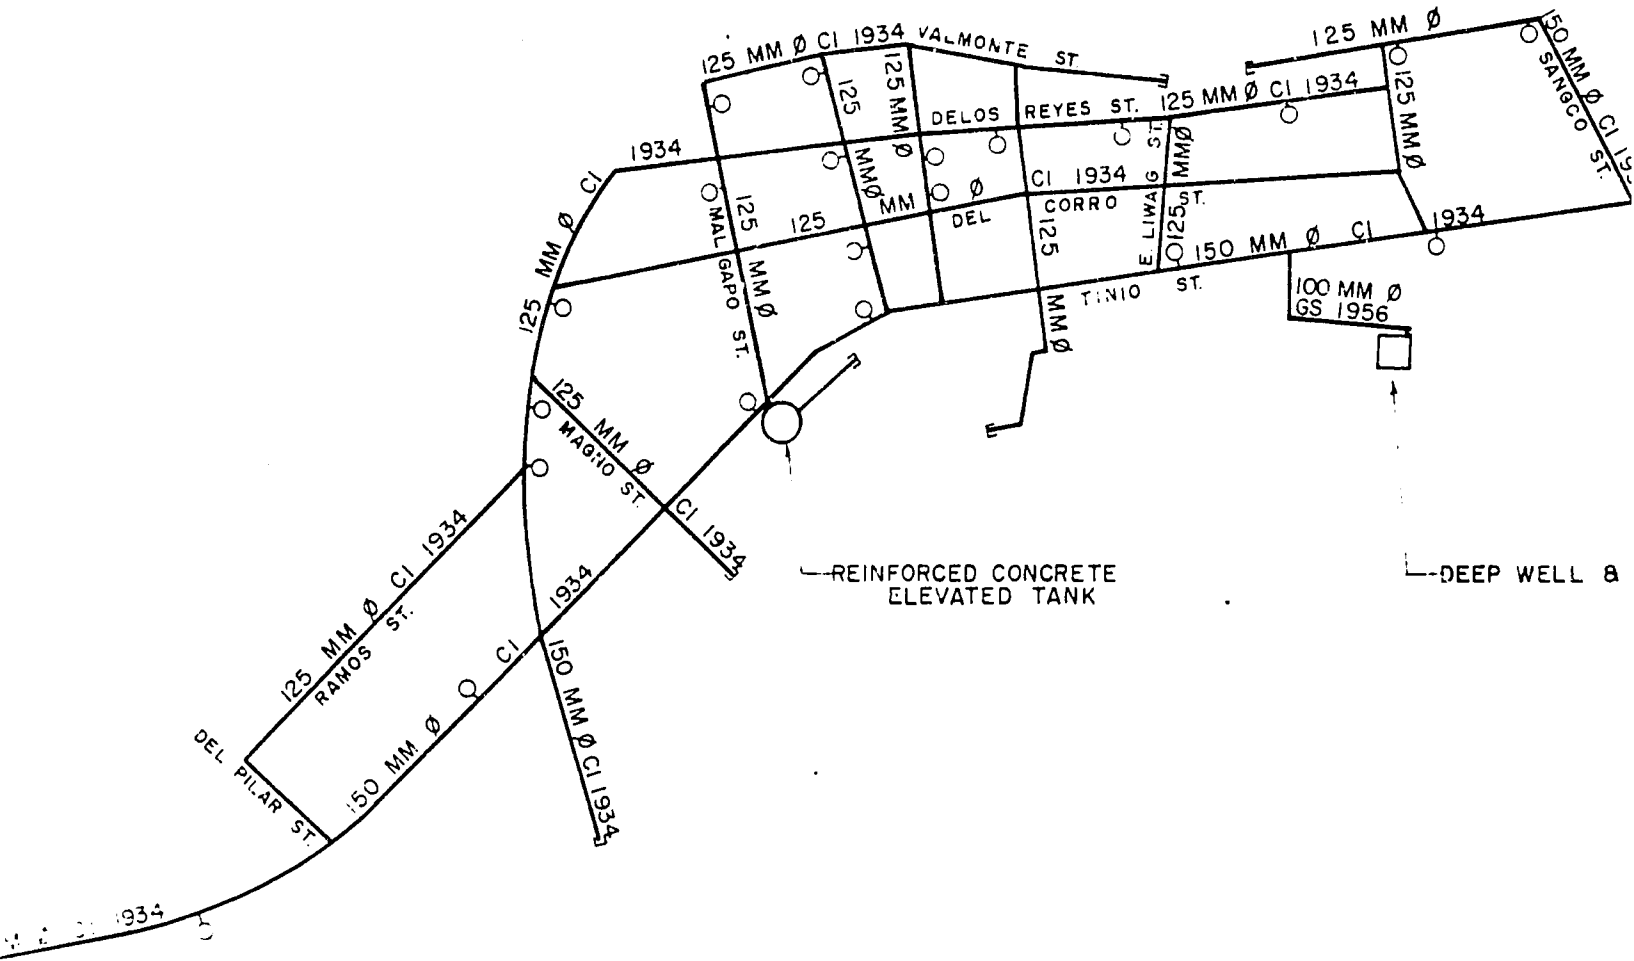 125 MM Ø CI 1934
VALMONTE ST.
125 MM Ø
150 MM Ø CI
SANGCO ST.
125 MM Ø
125 MM Ø
125 MM Ø
DELOS REYES ST.
125 MM Ø CI 1934
125 MM Ø
125 MM Ø CI 1934
125 MM Ø CI 1934
DEL CORRO ST.
E. LIWAG ST.
125 MM Ø
MALGAPO ST.
125 MM Ø
125 MM Ø
150 MM Ø CI 1934
TINIO ST.
100 MM Ø
GS 1956
125 MM Ø CI 1934
MAGNO ST.
125 MM Ø CI 1934
RAMOS ST.
REINFORCED CONCRETE
ELEVATED TANK
DEEP WELL &
150 MM Ø CI 1934
150 MM Ø CI 1934
DEL PILAR ST.
CI 1934